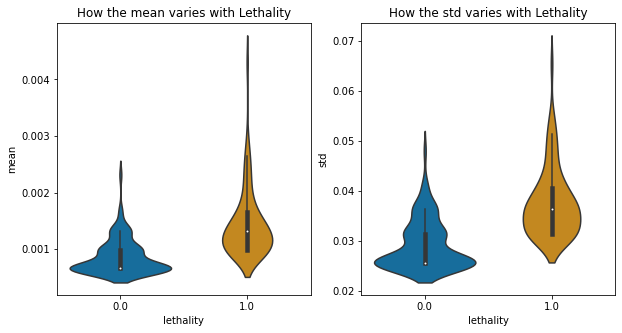 How the mean varies with Lethality
mean
0.004
0.003
0.002
0.001
0.0
1.0
lethality
How the std varies with Lethality
std
0.07
0.06
0.05
0.04
0.03
0.02
0.0
1.0
lethality